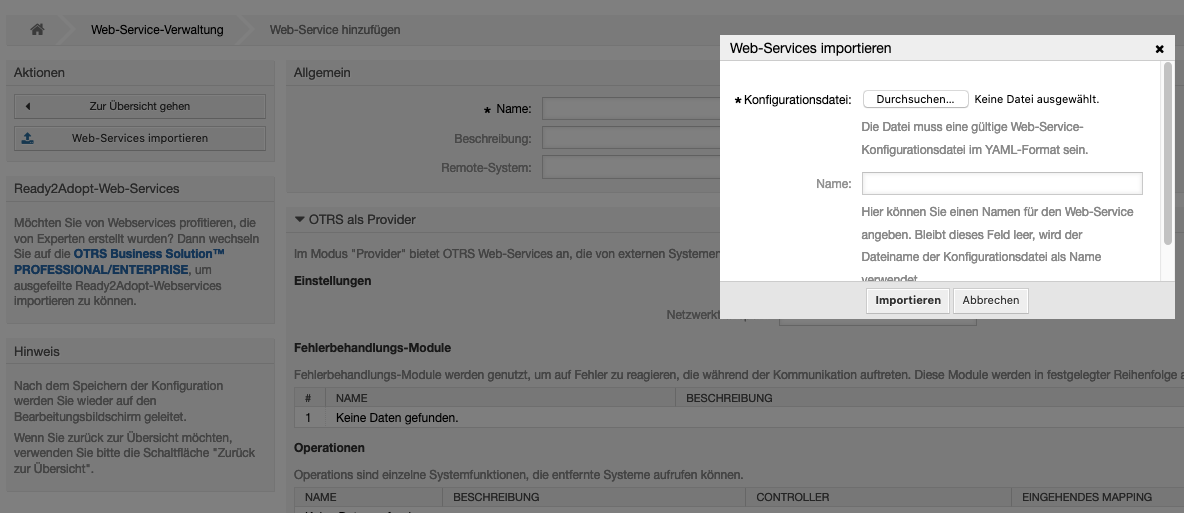 Web-Service-Verwaltung
Web-Service hinzufügen
Aktionen
Zur Übersicht gehen
Web-Services importieren
Ready2Adopt-Web-Services
Möchten Sie von Webservices profitieren, die
von Experten erstellt wurden? Dann wechseln
Sie auf die OTRS Business Solution™
PROFESSIONAL/ENTERPRISE, um
ausgefeilte Ready2Adopt-Webservices
importieren zu können.
Hinweis
Nach dem Speichern der Konfiguration
werden Sie wieder auf den
Bearbeitungsbildschirm geleitet.
Wenn Sie zurück zur Übersicht möchten,
verwenden Sie bitte die Schaltfläche "Zurück
zur Übersicht".
Allgemein
* Name:
Beschreibung:
Remote-System:
OTRS als Provider
Im Modus "Provider" bietet OTRS Web-Services an, die von externen Systemen
Einstellungen
Fehlerbehandlungs-Module
Fehlerbehandlungs-Module werden genutzt, um auf Fehler zu reagieren, die während der Kommunikation auftreten. Diese Module werden in festgelegter Reihenfolge
# NAME BESCHREIBUNG
1 Keine Daten gefunden.
Operationen
Operations sind einzelne Systemfunktionen, die entfernte Systeme aufrufen können.
NAME BESCHREIBUNG CONTROLLER EINGEHENDES MAPPING
Web-Services importieren
* Konfigurationsdatei: Durchsuchen... Keine Datei ausgewählt.
Die Datei muss eine gültige Web-Service-
Konfigurationsdatei im YAML-Format sein.
Name:
Hier können Sie einen Namen für den Web-Service
angeben. Bleibt dieses Feld leer, wird der
Dateiname der Konfigurationsdatei als Name
verwendet.
Importieren Abbrechen